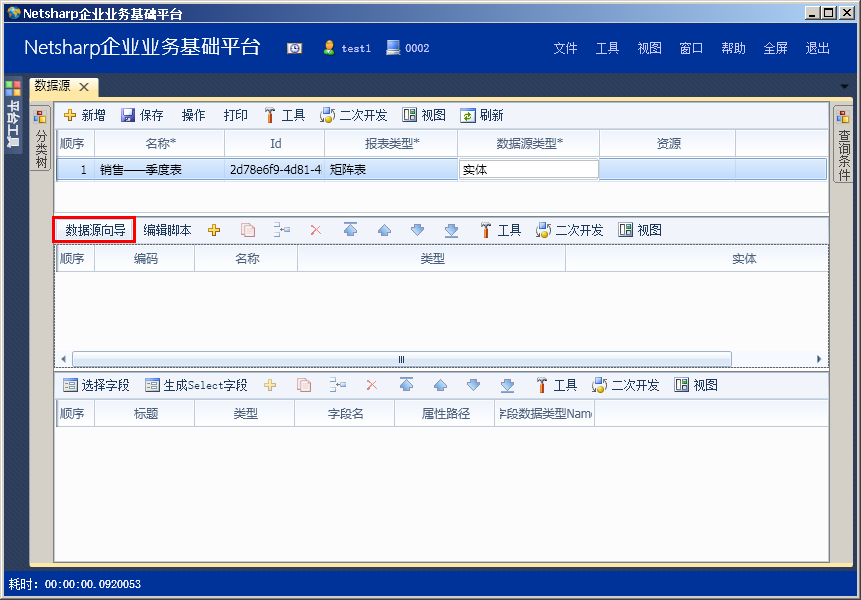 Netsharp企业业务基础平台
Netsharp企业业务基础平台 test1 0002 文件 工具 视图 窗口 帮助 全屏 退出
平台工具
数据源
分类树
新增 保存 操作 打印 工具 二次开发 视图 刷新
查询条件
顺序 名称* Id 报表类型* 数据源类型* 资源
1 销售——季度表 2d78e6f9-4d81-4 矩阵表 实体
数据源向导 编辑脚本 工具 二次开发 视图
顺序 编码 名称 类型 实体
选择字段 生成Select字段 工具 二次开发 视图
顺序 标题 类型 字段名 属性路径 字段数据类型Name
耗时: 00:00:00.0920053